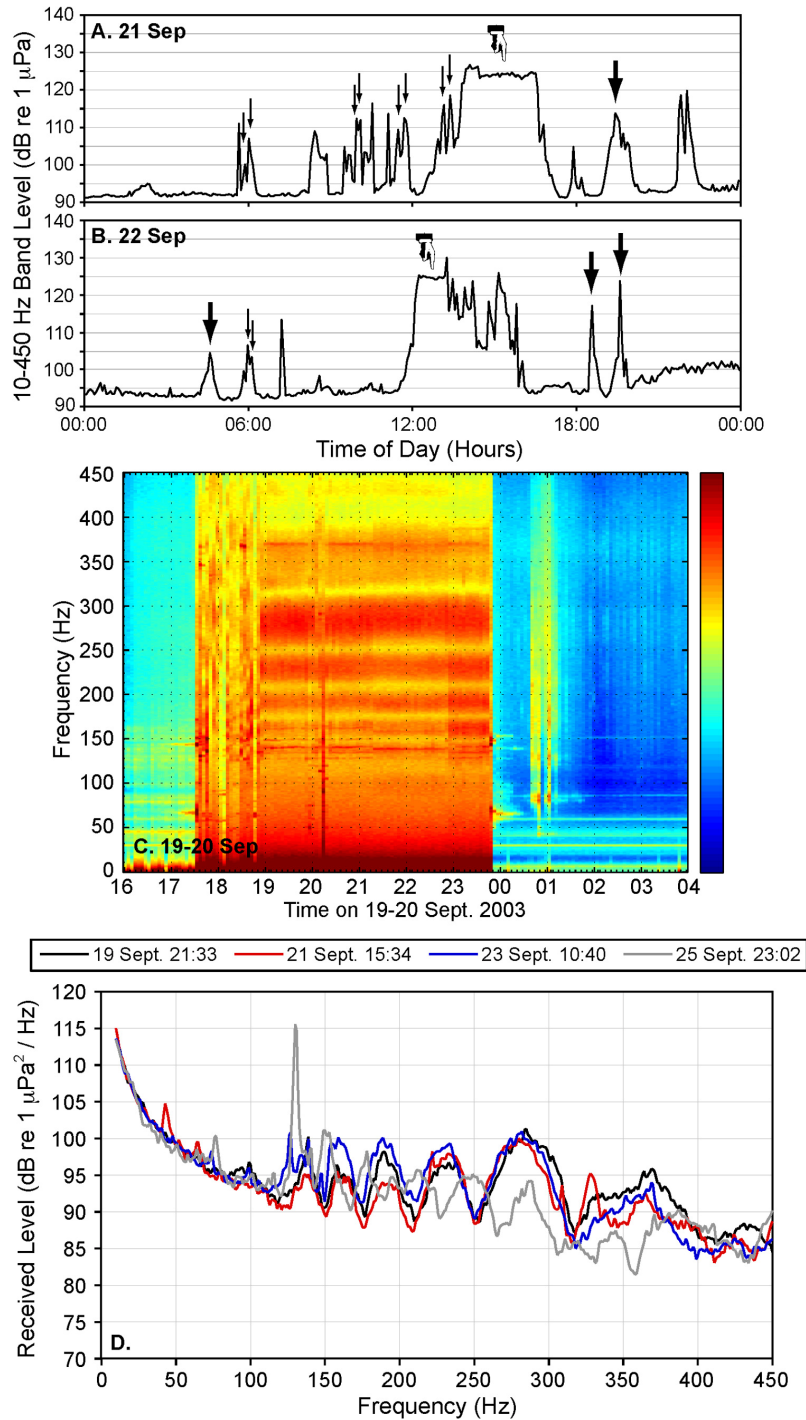 A. 21 Sep
140
130
120
110
100
90
B. 22 Sep
140
130
120
110
100
90
10-450 Hz Band Level (dB re 1 μPa)
00:00 06:00 12:00 18:00 00:00
Time of Day (Hours)
450
400
350
300
250
200
150
100
50
0
Frequency (Hz)
C. 19-20 Sep
16 17 18 19 20 21 22 23 00 01 02 03 04
Time on 19-20 Sept. 2003
19 Sept. 21:33 21 Sept. 15:34 23 Sept. 10:40 25 Sept. 23:02
120
115
110
105
100
95
90
85
80
75
70
Received Level (dB re 1 μPa² / Hz)
D.
0 50 100 150 200 250 300 350 400 450
Frequency (Hz)